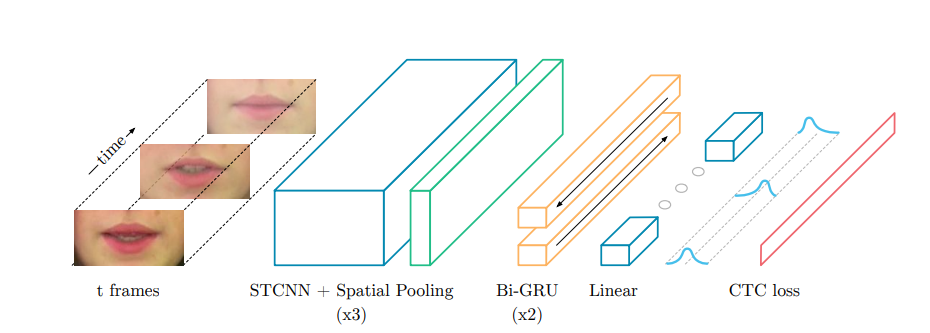 time
t frames
STCNN + Spatial Pooling
(x3)
Bi-GRU
(x2)
Linear
CTC loss